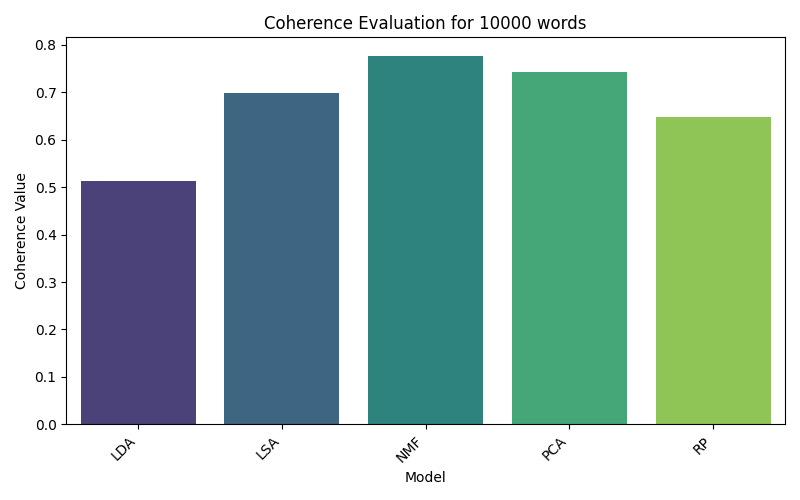 Coherence Evaluation for 10000 words
Coherence Value
0.8
0.7
0.6
0.5
0.4
0.3
0.2
0.1
0.0
LDA
LSA
NMF
PCA
RP
Model